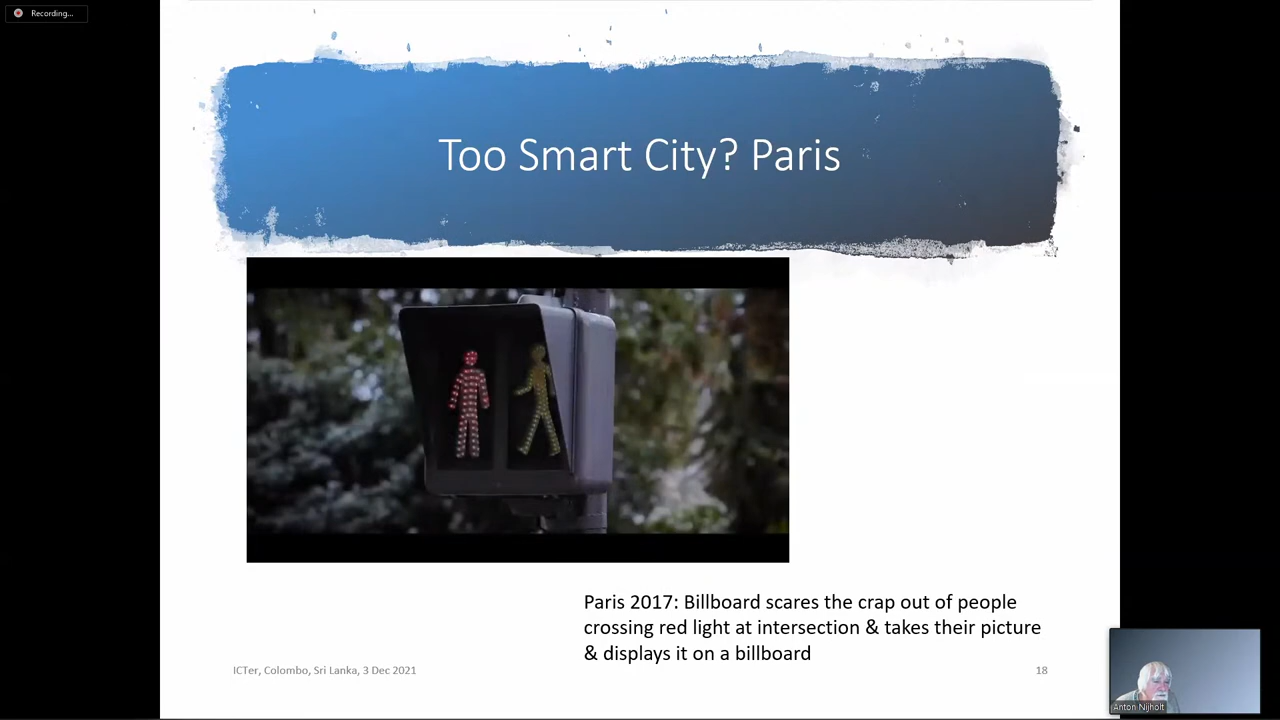 Recording...
Too Smart City? Paris
Paris 2017: Billboard scares the crap out of people
crossing red light at intersection & takes their picture
& displays it on a billboard
ICTer, Colombo, Sri Lanka, 3 Dec 2021
18
Anton Nijholt